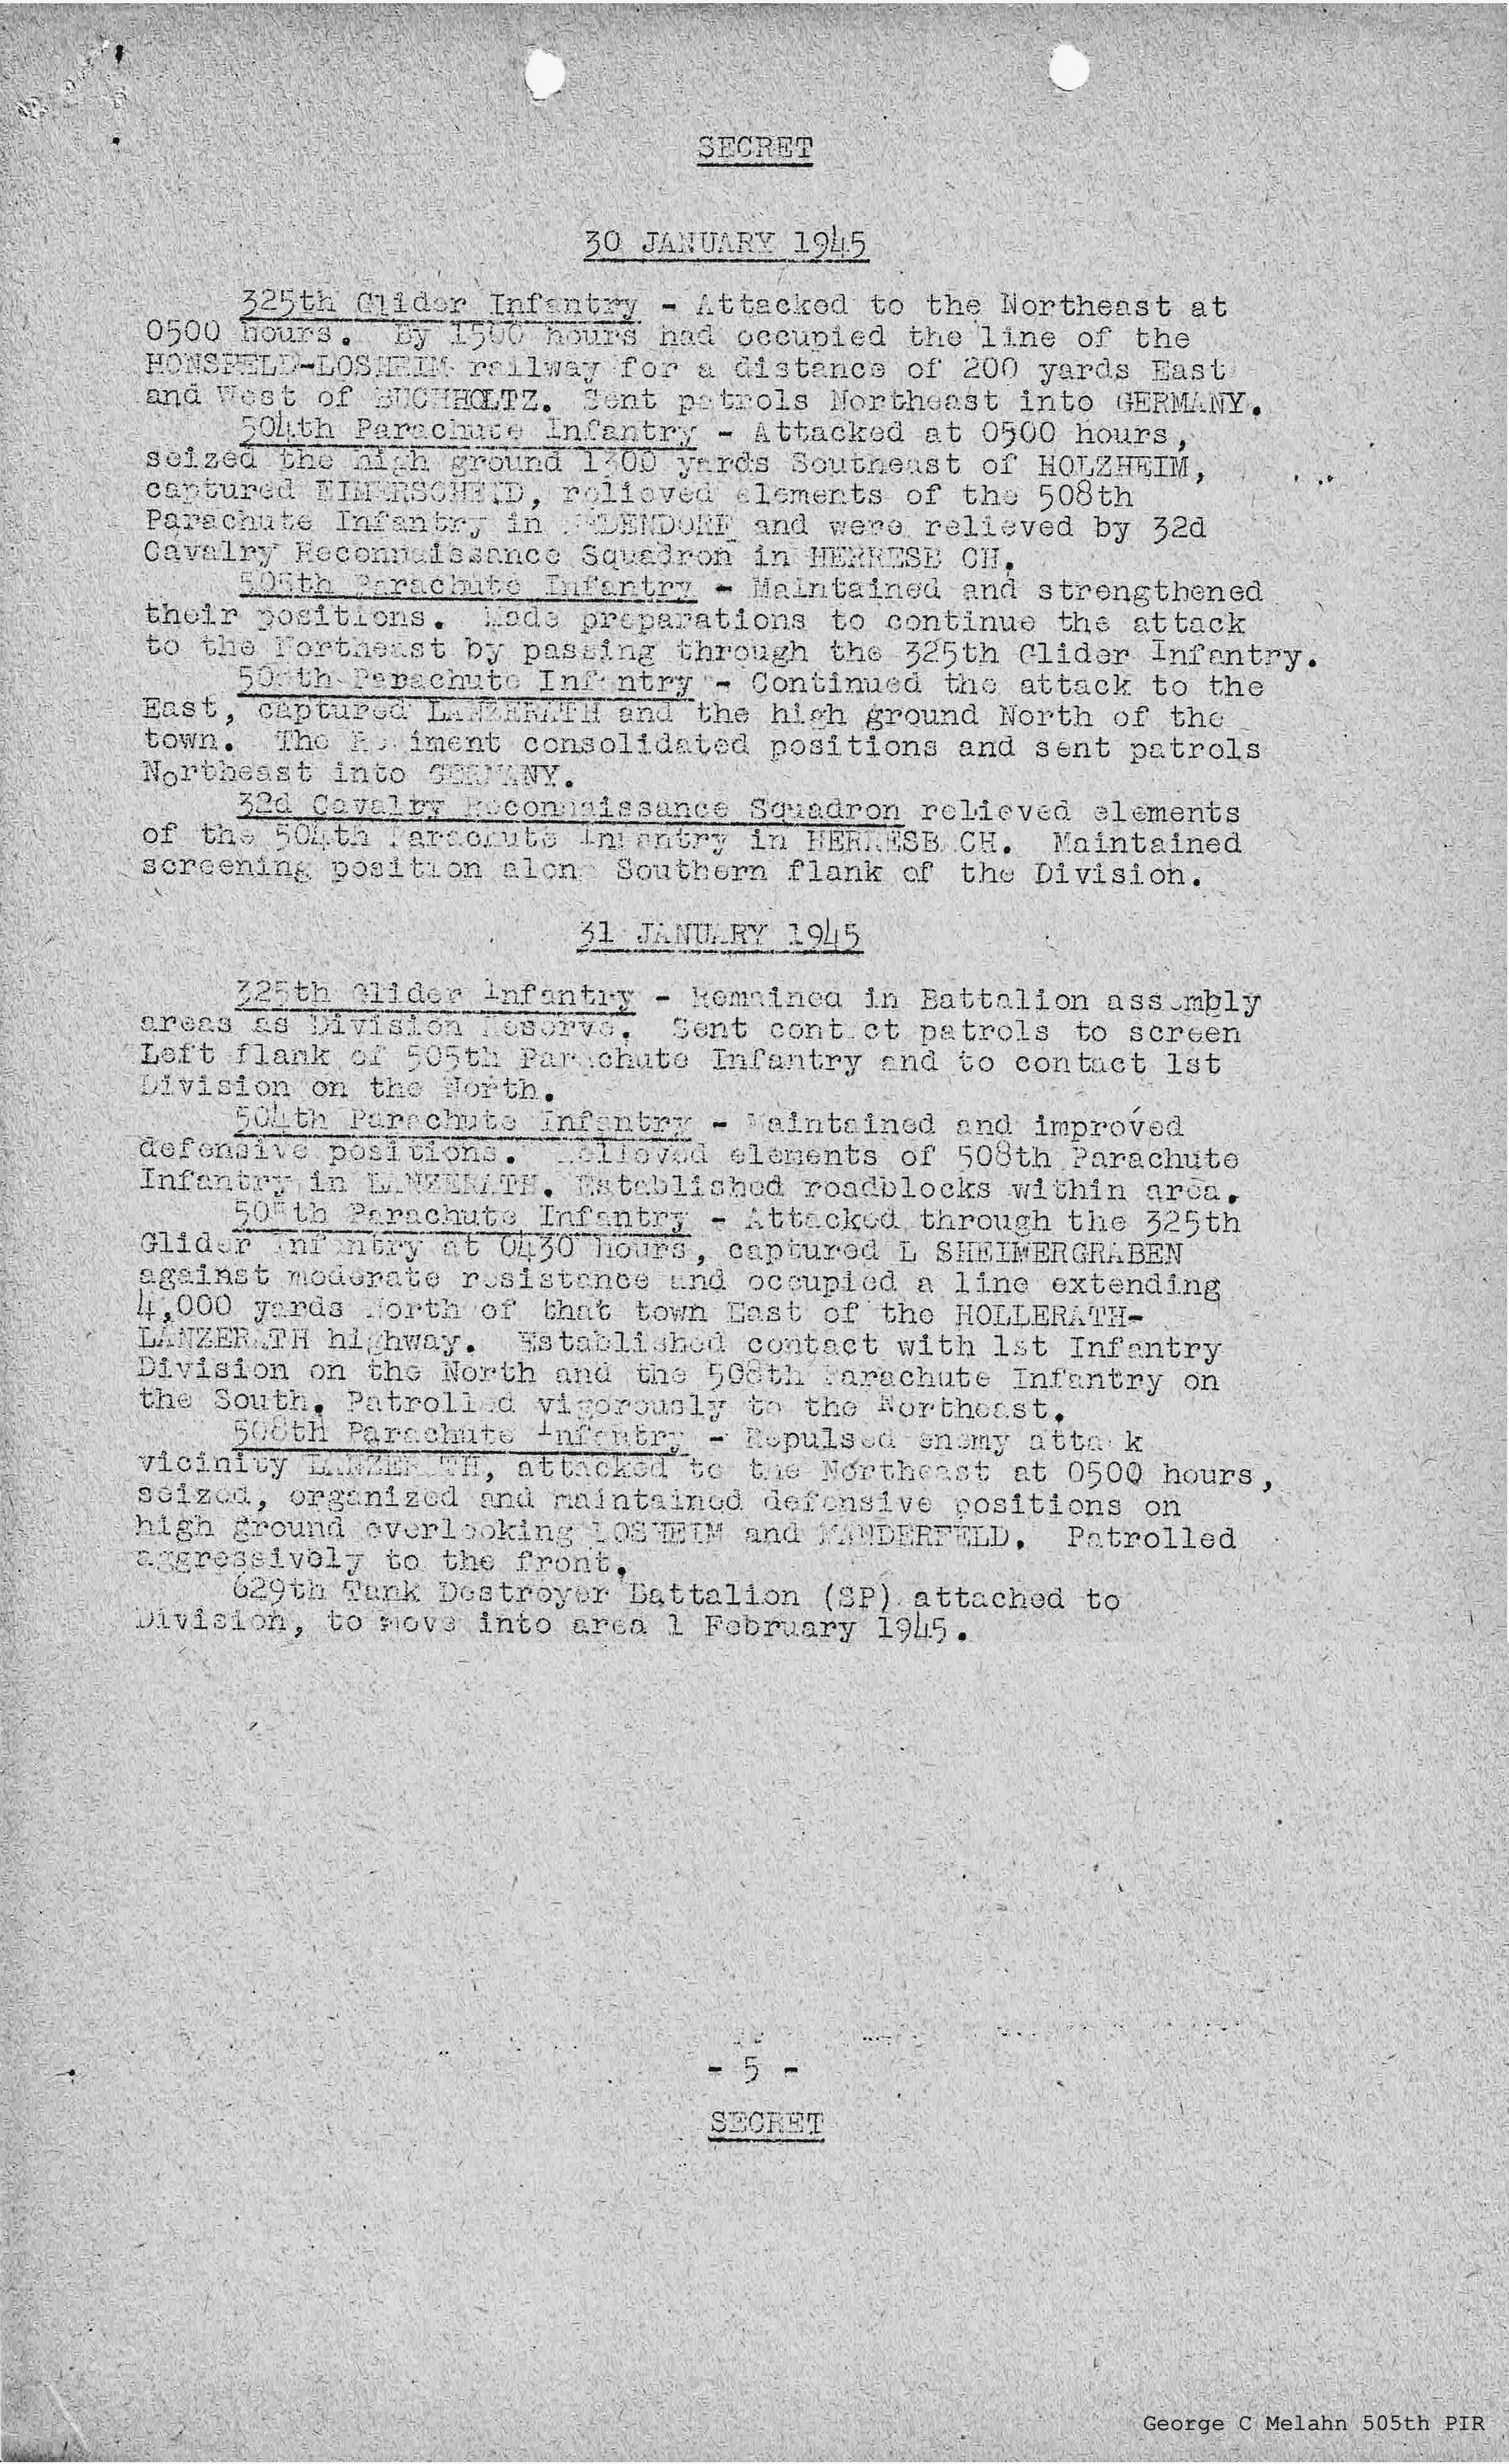 SECRET
30 JANUARY 1945
325th Glider Infantry - Attacked to the Northeast at
0500 hours. By 1500 hours had occupied the line of the
HONSFELD-LOSHEIM railway for a distance of 200 yards East
and West of BUCHHOLTZ. Sent patrols Northeast into GERMANY.
504th Parachute Infantry - Attacked at 0500 hours,
seized the high ground 1300 yards Southeast of HOLZHEIM,
captured EIMERSCHEID, relieved elements of the 508th
Parachute Infantry in and were relieved by 32d
Cavalry Reconnaissance Squadron in HERRESB CH.
505th Parachute Infantry - Maintained and strengthened
their positions. Made preparations to continue the attack
to the Northeast by passing through the 325th Glider Infantry.
508th Parachute Infantry - Continued the attack to the
East, captured LANZERATH and the high ground North of the
town. The Regiment consolidated positions and sent patrols
Northeast into GERMANY.
32d Cavalry Reconnaissance Squadron relieved elements
of the 504th Parachute Infantry in HERRESB CH. Maintained
screening position along Southern flank of the Division.
31 JANUARY 1945
325th Glider Infantry - Remained in Battalion assembly
areas as Division Reserve. Sent contact patrols to screen
Left flank of 505th Parachute Infantry and to contact 1st
Division on the North.
504th Parachute Infantry - Maintained and improved
defensive positions. Relieved elements of 508th Parachute
Infantry in LANZERATH. Established roadblocks within area.
505th Parachute Infantry - Attacked through the 325th
Glider Infantry at 0430 hours, captured L SHEIMERGRABEN
against moderate resistance and occupied a line extending
4,000 yards North of that town East of the HOLLERATH-
LANZERATH highway. Established contact with 1st Infantry
Division on the North and the 508th Parachute Infantry on
the South. Patrolled vigorously to the Northeast.
508th Parachute Infantry - Repulsed enemy attack
vicinity LANZERATH, attacked to the Northeast at 0500 hours,
seized, organized and maintained defensive positions on
high ground overlooking LOSHEIM and MANDERFELD. Patrolled
aggressively to the front.
629th Tank Destroyer Battalion (SP) attached to
Division, to move into area 1 February 1945.
- 5 -
SECRET
George C Melahn 505th PIR